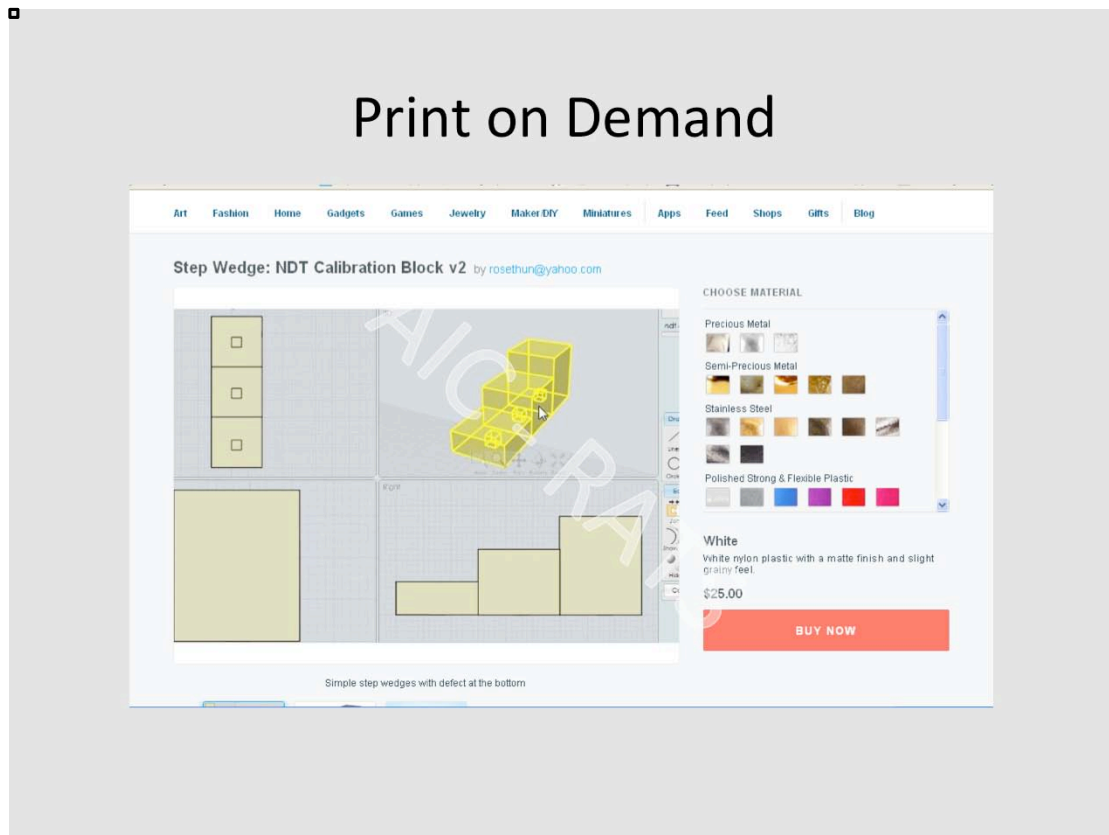 Print on Demand
Art Fashion Home Gadgets Games Jewelry Maker/DIY Miniatures Apps Feed Shops Gifts Blog
Step Wedge: NDT Calibration Block v2 by rosethun@yahoo.com
CHOOSE MATERIAL
Precious Metal
Semi-Precious Metal
Stainless Steel
Polished Strong & Flexible Plastic
Right
White
White nylon plastic with a matte finish and slight
grainy feel.
$25.00
BUY NOW
Simple step wedges with defect at the bottom